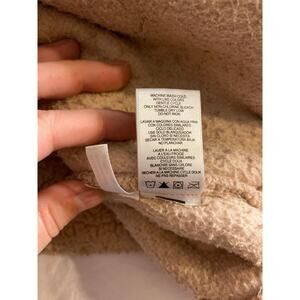 MACHINE WASH COLD
WITH LIKE COLORS
GENTLE CYCLE
ONLY NON-CHLORINE BLEACH
TUMBLE DRY LOW
DO NOT IRON
LAVAR A MAQUINA CON AGUA FRIA
CON COLORES SIMILARES
CICLO DELICADO
USE SOLO BLANQUEADOR
SIN CLORO SI NECESITA
SECAR A TEMPERATURA BAJA
NO PLANCHAR
LAVER A LA MACHINE
A L'EAU FROIDE
AVEC COULEURS SIMILAIRES
CYCLE DOUX
BLANCHIR SANS CHLORE
SI NECESSAIRE
SECHER A LA MACHINE CYCLE DOUX
NE PAS REPASSER